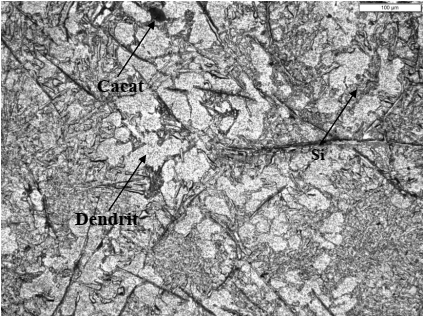 100 µm
Cacat
Si
Dendrit